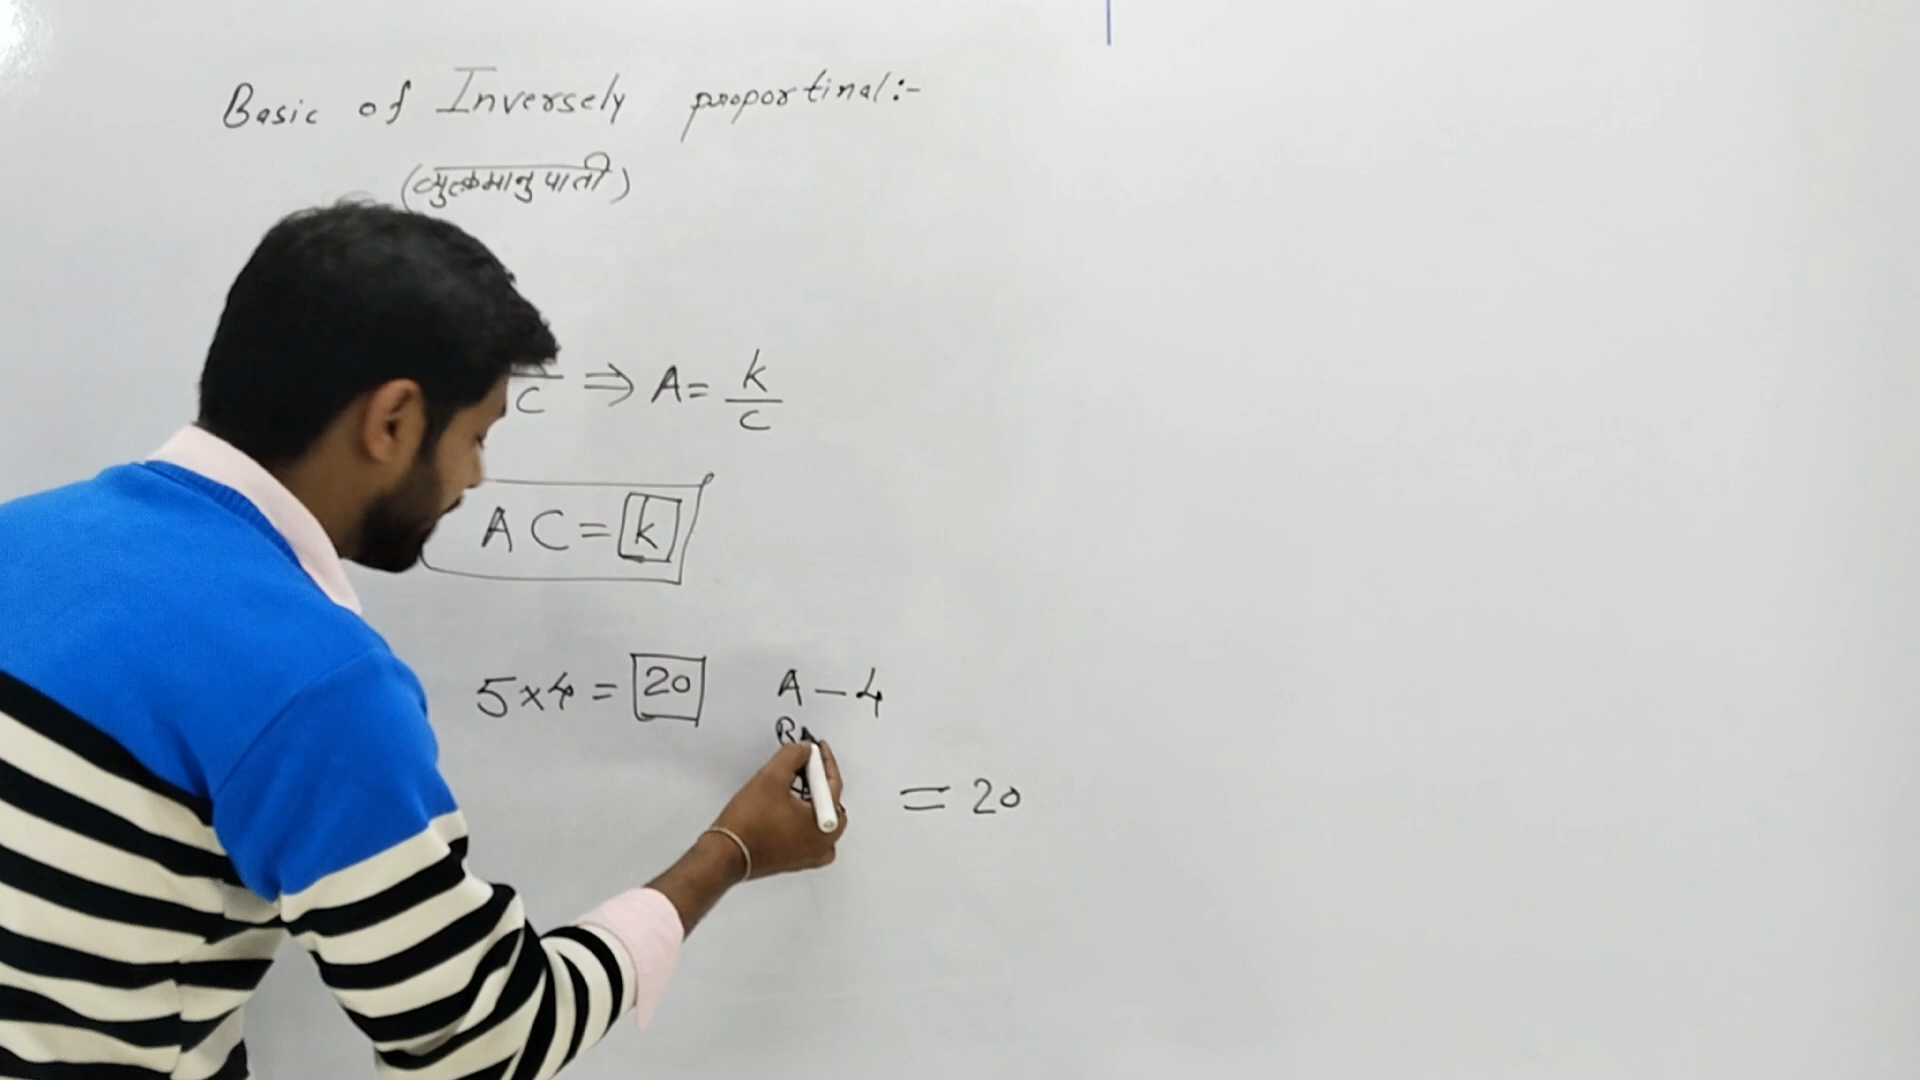 Basic of Inversely proportinal:-
(व्युत्क्रमानुपाती)
C ⇒ A = k/C
AC = k
5×4 = 20 A – 4
= 20